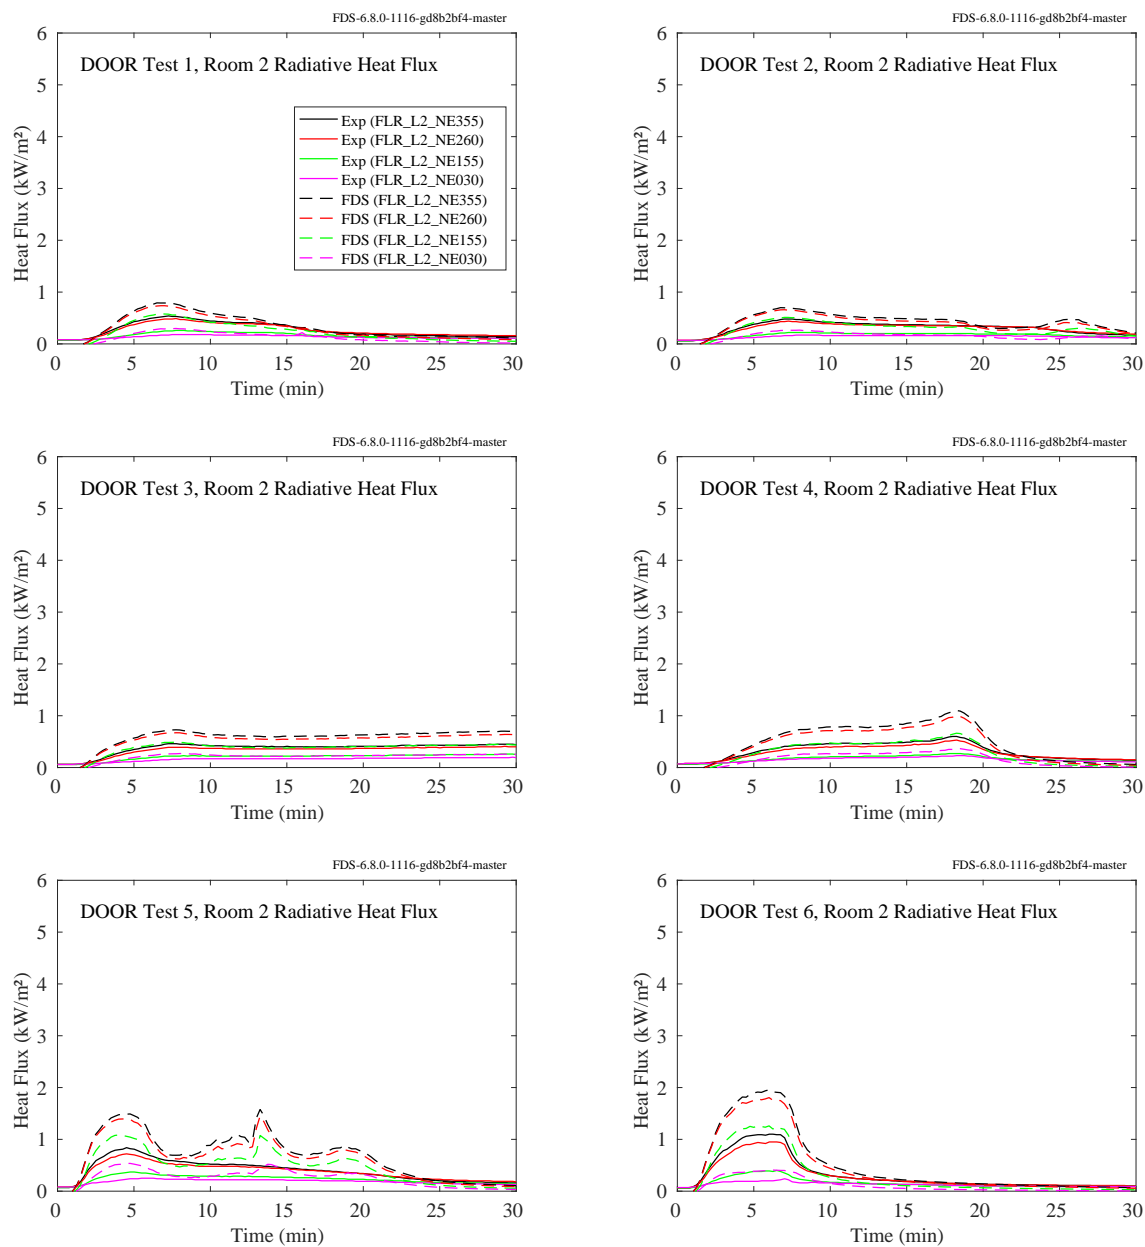 FDS-6.8.0-1116-gd8b2bf4-master
DOOR Test 1, Room 2 Radiative Heat Flux
Exp (FLR_L2_NE355)
Exp (FLR_L2_NE260)
Exp (FLR_L2_NE155)
Exp (FLR_L2_NE030)
FDS (FLR_L2_NE355)
FDS (FLR_L2_NE260)
FDS (FLR_L2_NE155)
FDS (FLR_L2_NE030)
Heat Flux (kW/m²)
6
5
4
3
2
1
0
0 5 10 15 20 25 30
Time (min)
FDS-6.8.0-1116-gd8b2bf4-master
DOOR Test 2, Room 2 Radiative Heat Flux
Heat Flux (kW/m²)
6
5
4
3
2
1
0
0 5 10 15 20 25 30
Time (min)
FDS-6.8.0-1116-gd8b2bf4-master
DOOR Test 3, Room 2 Radiative Heat Flux
Heat Flux (kW/m²)
6
5
4
3
2
1
0
0 5 10 15 20 25 30
Time (min)
FDS-6.8.0-1116-gd8b2bf4-master
DOOR Test 4, Room 2 Radiative Heat Flux
Heat Flux (kW/m²)
6
5
4
3
2
1
0
0 5 10 15 20 25 30
Time (min)
FDS-6.8.0-1116-gd8b2bf4-master
DOOR Test 5, Room 2 Radiative Heat Flux
Heat Flux (kW/m²)
6
5
4
3
2
1
0
0 5 10 15 20 25 30
Time (min)
FDS-6.8.0-1116-gd8b2bf4-master
DOOR Test 6, Room 2 Radiative Heat Flux
Heat Flux (kW/m²)
6
5
4
3
2
1
0
0 5 10 15 20 25 30
Time (min)